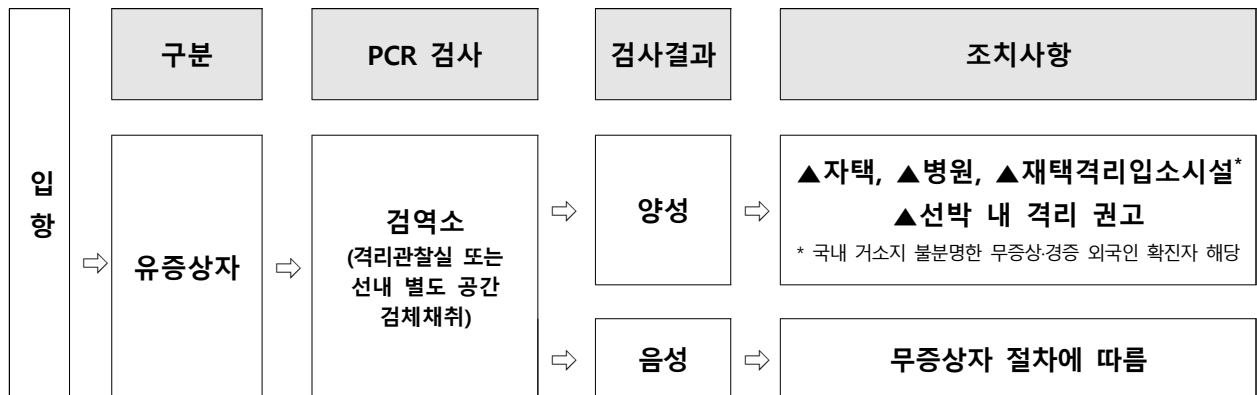 구분
PCR 검사
검사결과
조치사항
입
항
⇨
유증상자
⇨
검역소
(격리관찰실 또는
선내 별도 공간
검체채취)
⇨
양성
⇨
▲자택, ▲병원, ▲재택격리입소시설*
▲선박 내 격리 권고
* 국내 거소지 불분명한 무증상·경증 외국인 확진자 해당
⇨
음성
⇨
무증상자 절차에 따름